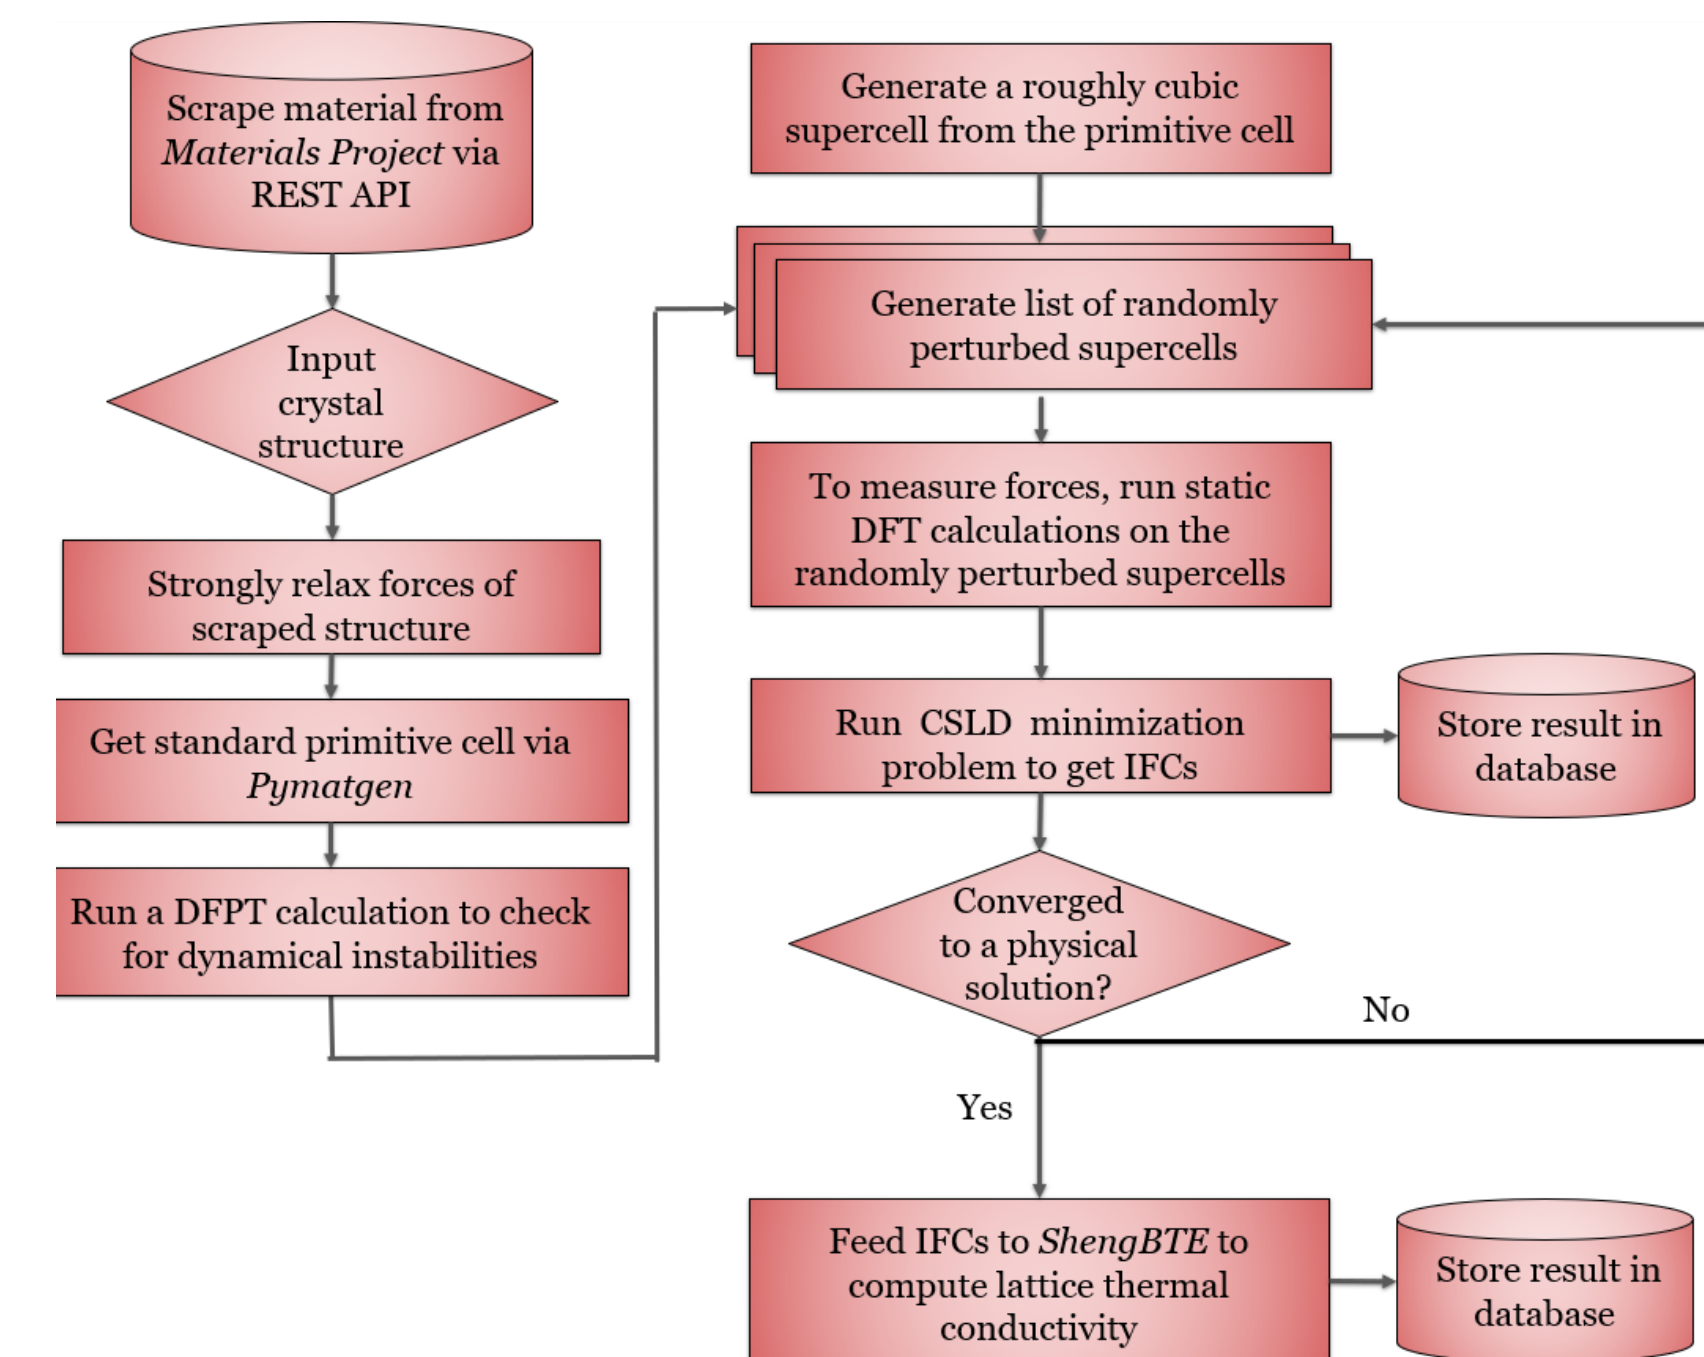 Scrape material from
Materials Project via
REST API
Input
crystal
structure
Strongly relax forces of
scraped structure
Get standard primitive cell via
Pymatgen
Run a DFPT calculation to check
for dynamical instabilities
Generate a roughly cubic
supercell from the primitive cell
Generate list of randomly
perturbed supercells
To measure forces, run static
DFT calculations on the
randomly perturbed supercells
Run CSLD minimization
problem to get IFCs
Store result in
database
Converged
to a physical
solution?
No
Yes
Feed IFCs to ShengBTE to
compute lattice thermal
conductivity
Store result in
database